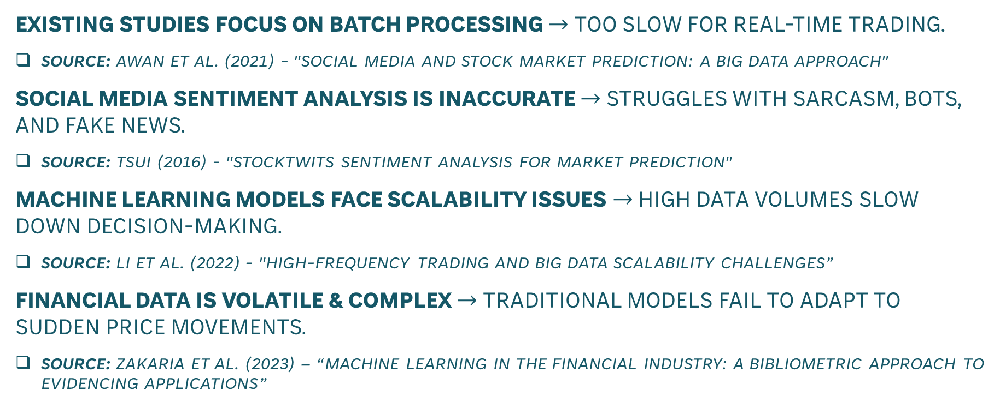 EXISTING STUDIES FOCUS ON BATCH PROCESSING → TOO SLOW FOR REAL-TIME TRADING.
❑ SOURCE: AWAN ET AL. (2021) - "SOCIAL MEDIA AND STOCK MARKET PREDICTION: A BIG DATA APPROACH"
SOCIAL MEDIA SENTIMENT ANALYSIS IS INACCURATE → STRUGGLES WITH SARCASM, BOTS,
AND FAKE NEWS.
❑ SOURCE: TSUI (2016) - "STOCKTWITS SENTIMENT ANALYSIS FOR MARKET PREDICTION"
MACHINE LEARNING MODELS FACE SCALABILITY ISSUES → HIGH DATA VOLUMES SLOW
DOWN DECISION-MAKING.
❑ SOURCE: LI ET AL. (2022) - "HIGH-FREQUENCY TRADING AND BIG DATA SCALABILITY CHALLENGES”
FINANCIAL DATA IS VOLATILE & COMPLEX → TRADITIONAL MODELS FAIL TO ADAPT TO
SUDDEN PRICE MOVEMENTS.
❑ SOURCE: ZAKARIA ET AL. (2023) – “MACHINE LEARNING IN THE FINANCIAL INDUSTRY: A BIBLIOMETRIC APPROACH TO
EVIDENCING APPLICATIONS”